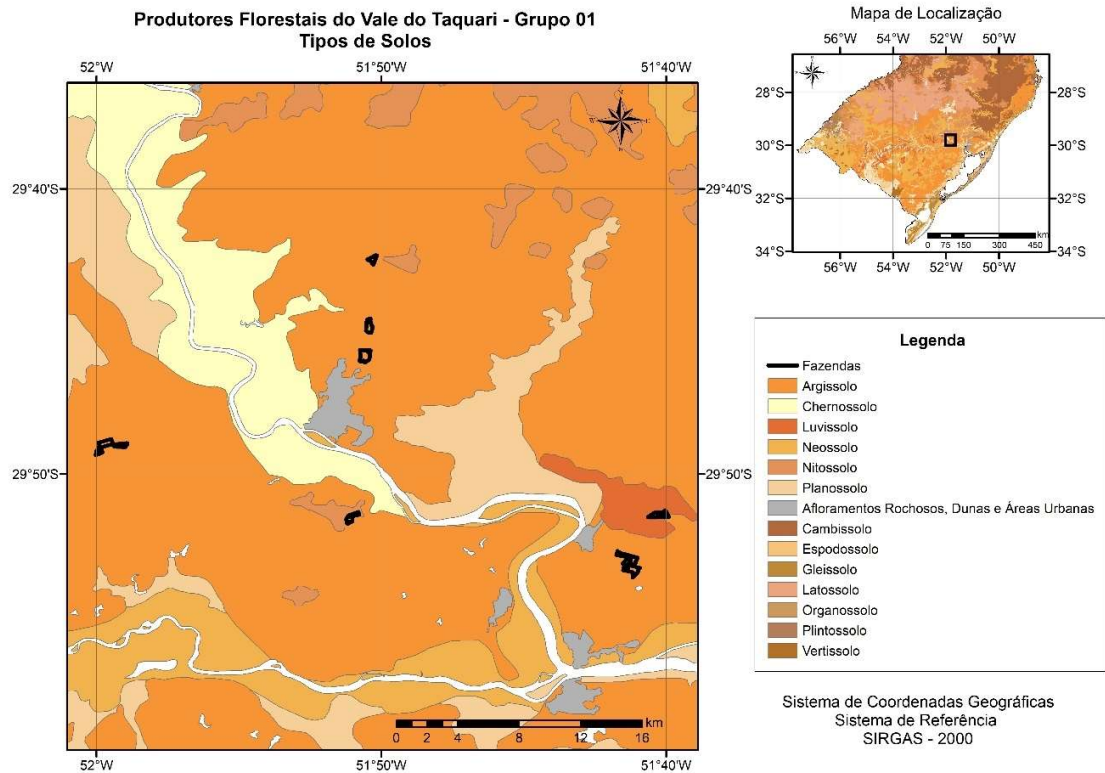 Produtores Florestais do Vale do Taquari - Grupo 01
Tipos de Solos
52°W 51°50'W 51°40'W
29°40'S 29°40'S
29°50'S 29°50'S
N
W E
S
km
0 2 4 8 12 16
52°W 51°50'W 51°40'W
Mapa de Localização
56°W 54°W 52°W 50°W
28°S 28°S
30°S 30°S
32°S 32°S
34°S 34°S
km
0 75 150 300 450
56°W 54°W 52°W 50°W
Legenda
Fazendas
Argissolo
Chernossolo
Luvissolo
Neossolo
Nitossolo
Planossolo
Afloramentos Rochosos, Dunas e Áreas Urbanas
Cambissolo
Espodossolo
Gleissolo
Latossolo
Organossolo
Plintossolo
Vertissolo
Sistema de Coordenadas Geográficas
Sistema de Referência
SIRGAS - 2000